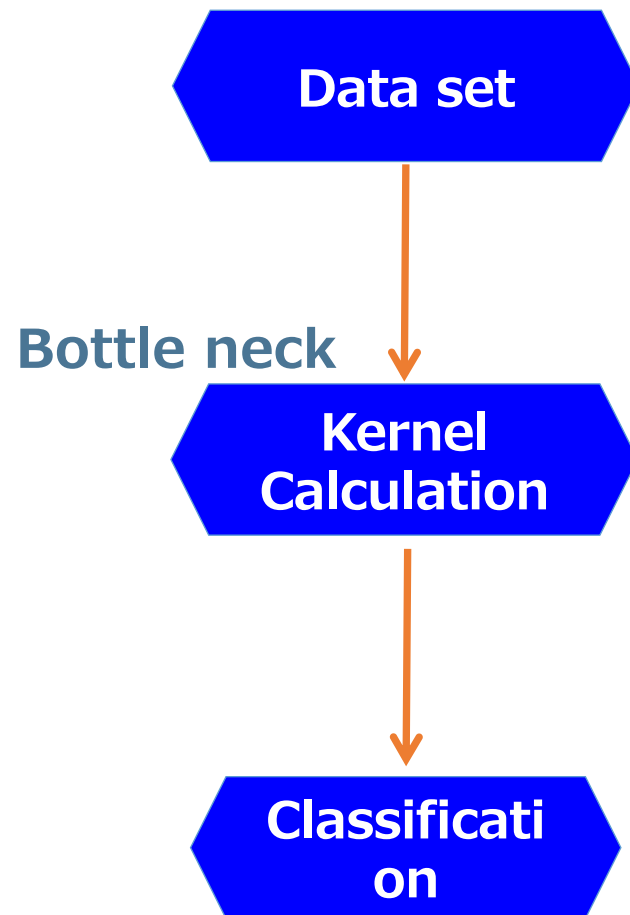 Data set
Bottle neck
Kernel
Calculation
Classificati
on